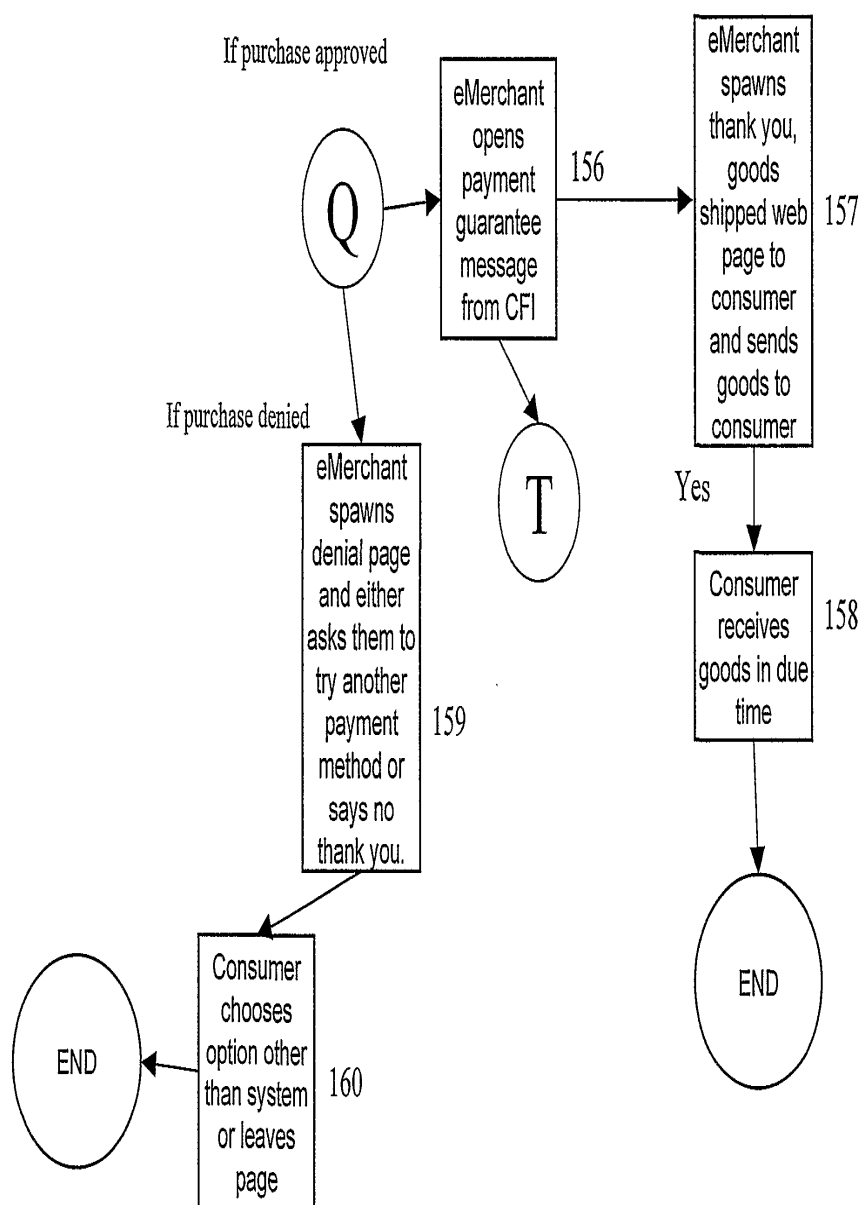 If purchase approved
Q
eMerchant
opens
payment
guarantee
message
from CFI
156
eMerchant
spawns
thank you,
goods
shipped web
page to
consumer
and sends
goods to
consumer
157
If purchase denied
T
Yes
eMerchant
spawns
denial page
and either
asks them to
try another
payment
method or
says no
thank you.
159
Consumer
receives
goods in due
time
158
END
Consumer
chooses
option other
than system
or leaves
page
160
END